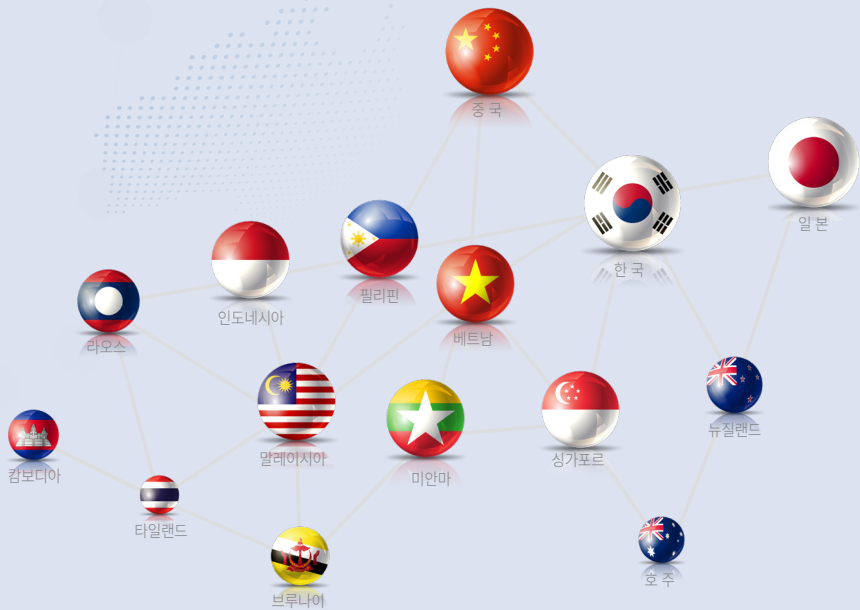 중 국
일 본
한 국
필리핀
인도네시아
베트남
라오스
뉴질랜드
말레이시아
싱가포르
캄보디아
미얀마
타일랜드
호 주
브루나이